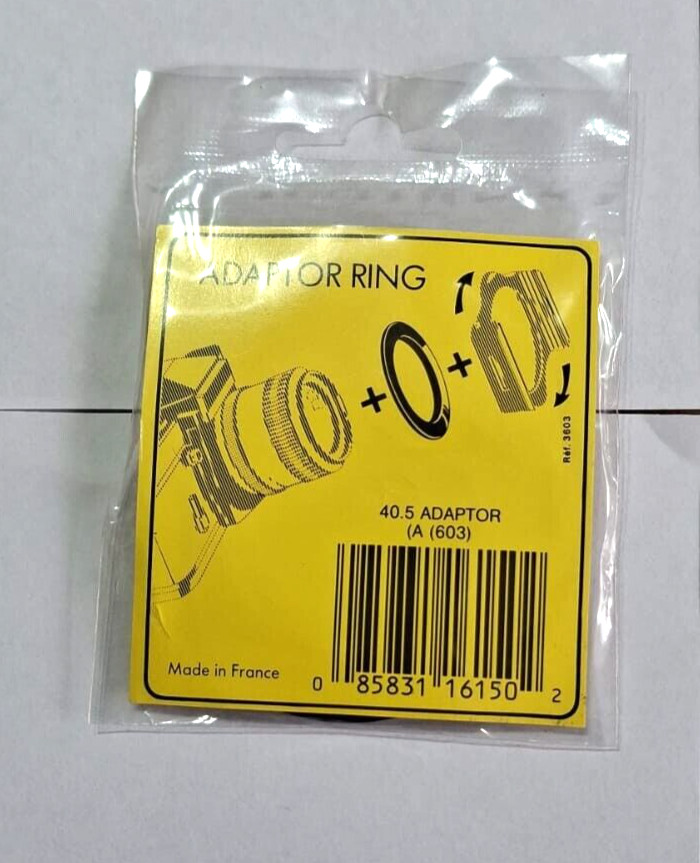 ADAPTOR RING
+
+
Réf. 3603
40.5 ADAPTOR
(A (603)
Made in France
0 85831 16150 2